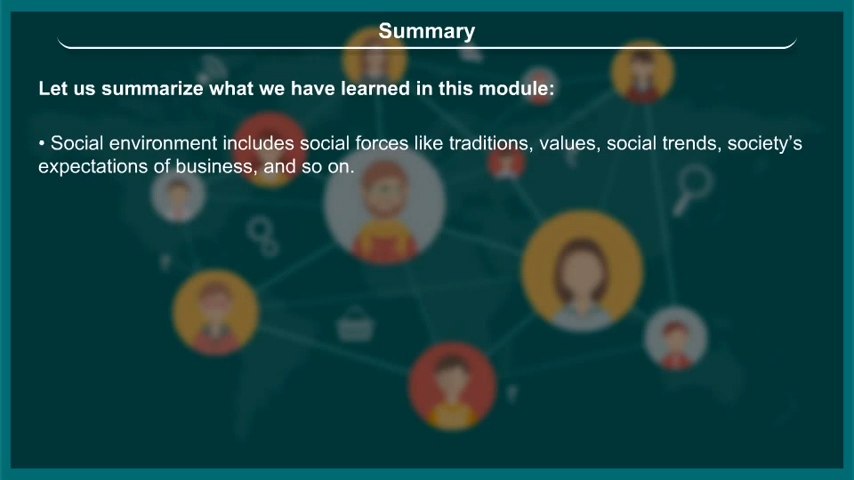 Summary
Let us summarize what we have learned in this module:
• Social environment includes social forces like traditions, values, social trends, society’s
expectations of business, and so on.